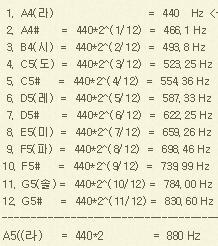 1, A4(라) = 440 Hz <-
2, A4# = 440*2^(1/12) = 466,1 Hz
3, B4(시) = 440*2^(2/12) = 493,8 Hz
4, C5(도) = 440*2^(3/12) = 523,25 Hz
5, C5# = 440*2^(4/12) = 554,36 Hz
6, D5(레) = 440*2^(5/12) = 587,33 Hz
7, D5# = 440*2^(6/12) = 622,25 Hz
8, E5(미) = 440*2^(7/12) = 659,26 Hz
9, F5(파) = 440*2^(8/12) = 698,46 Hz
10, F5# = 440*2^(9/12) = 739,99 Hz
11, G5(솔) = 440*2^(10/12) = 784,00 Hz
12, G5# = 440*2^(11/12) = 830,60 Hz
------------------------------------
A5((라) = 440*2 = 880 Hz